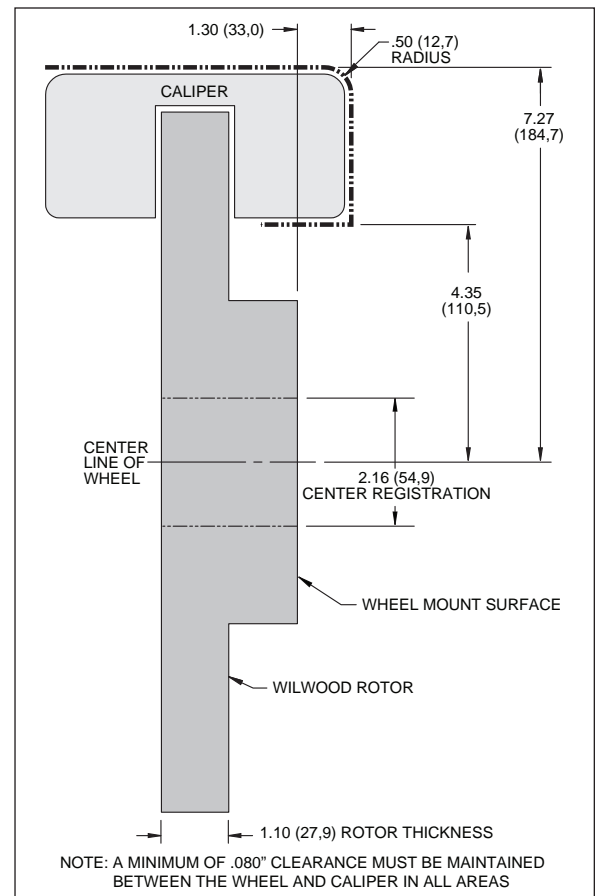 1.30 (33,0)
.50 (12,7)
RADIUS
CALIPER
7.27
(184,7)
4.35
(110,5)
CENTER
LINE OF
WHEEL
2.16 (54,9)
CENTER REGISTRATION
WHEEL MOUNT SURFACE
WILWOOD ROTOR
1.10 (27,9) ROTOR THICKNESS
NOTE: A MINIMUM OF .080" CLEARANCE MUST BE MAINTAINED
BETWEEN THE WHEEL AND CALIPER IN ALL AREAS